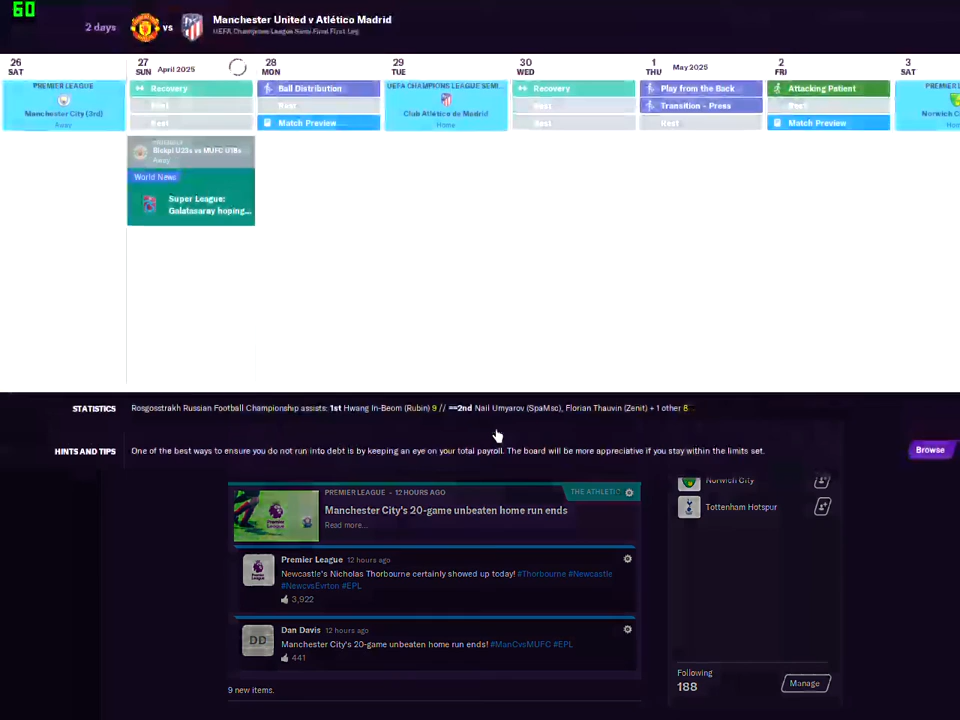 60
2 days
vs
Manchester United v Atlético Madrid
UEFA Champions League Semi Final First Leg
26 SAT
27 SUN April 2025
28 MON
29 TUE
30 WED
1 THU May 2025
2 FRI
3 SAT
PREMIER LEAGUE
Manchester City (3rd)
Away
Recovery
Rest
Rest
Ball Distribution
Rest
Match Preview
UEFA CHAMPIONS LEAGUE SEMI...
Club Atlético de Madrid
Home
Recovery
Rest
Rest
Play from the Back
Transition - Press
Rest
Attacking Patient
Rest
Match Preview
PREMIER L
Norwich C
Hom
Blckpl U23s vs MUFC U18s
Away
World News
Super League:
Galatasaray hoping...
STATISTICS
Rosgosstrakh Russian Football Championship assists: 1st Hwang In-Beom (Rubin) 9 // ==2nd Nail Umyarov (SpaMsc), Florian Thauvin (Zenit) + 1 other 8
HINTS AND TIPS
One of the best ways to ensure you do not run into debt is by keeping an eye on your total payroll. The board will be more appreciative if you stay within the limits set.
Browse
PREMIER LEAGUE - 12 HOURS AGO
THE ATHLETIC
Manchester City's 20-game unbeaten home run ends
Read more...
Premier League 12 hours ago
Newcastle's Nicholas Thorbourne certainly showed up today! #Thorbourne #Newcastle
#NewcvsEvrton #EPL
3,922
DD
Dan Davis 12 hours ago
Manchester City's 20-game unbeaten home run ends! #ManCvsMUFC #EPL
441
9 new items.
Norwich City
Tottenham Hotspur
Following
188
Manage